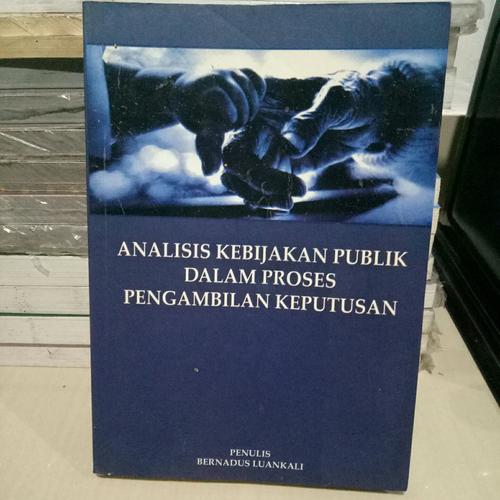 ANALISIS KEBIJAKAN PUBLIK
DALAM PROSES
PENGAMBILAN KEPUTUSAN
PENULIS
BERNADUS LUANKALI